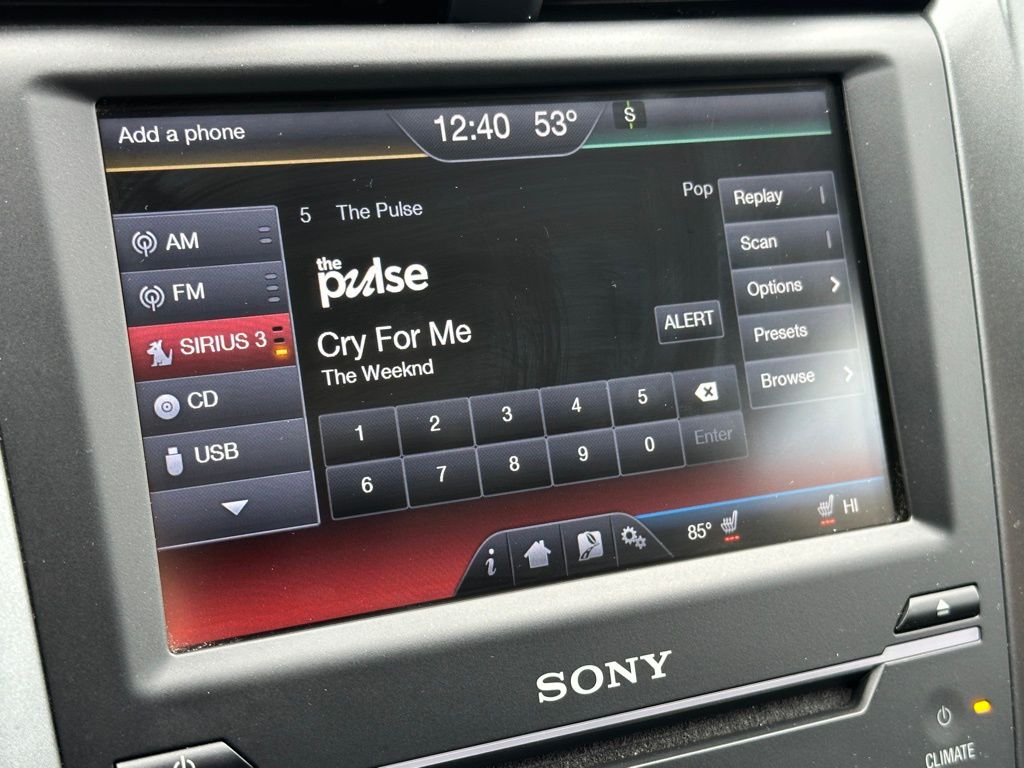 Add a phone
12:40 53° S
5 The Pulse
Pop
the
pulse
Cry For Me
The Weeknd
ALERT
AM
FM
SIRIUS 3
CD
USB
1 2 3 4 5
6 7 8 9 0 Enter
Replay
Scan
Options
Presets
Browse
i
85°
HI
SONY
CLIMATE